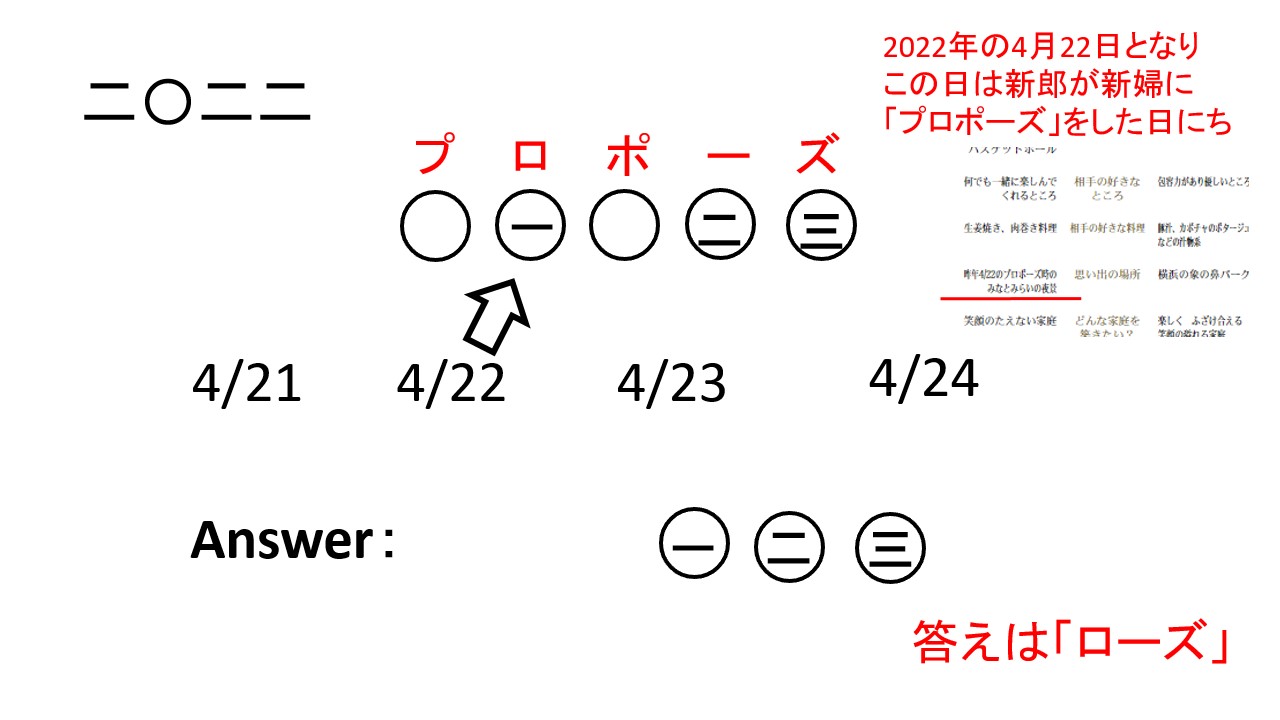 二〇二二
2022年の4月22日となり
この日は新郎が新婦に
「プロポーズ」をした日にち
プ ロ ポ ー ズ
一 二 三
バスケットボール
何でも一緒に楽しんで
くれるところ
相手の好きな
ところ
包容力があり優しいところ
生姜焼き、肉巻き料理
相手の好きな料理
豚汁、カボチャのポタージュ
などの汁物系
昨年4/22のプロポーズ時の
みなとみらいの夜景
思い出の場所
横浜の象の鼻パーク
笑顔のたえない家庭
どんな家庭を
築きたい?
楽しく ふざけ合える
笑顔の溢れる家庭
4/21 4/22 4/23 4/24
Answer: 一 二 三
答えは「ローズ」